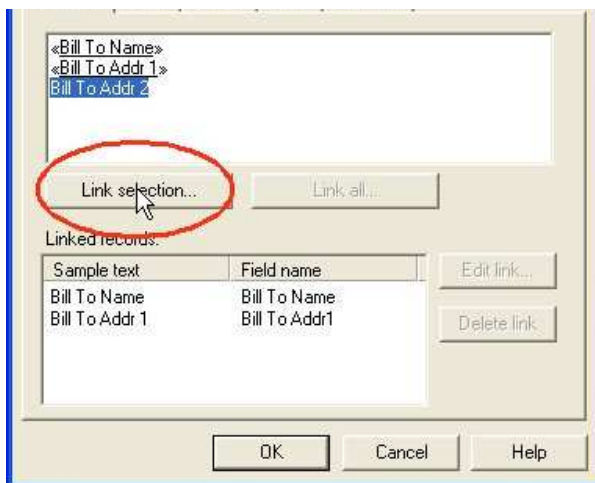 «Bill To Name»
«Bill To Addr 1»
Bill To Addr 2
Link selection... Link all...
Linked records:
Sample text Field name Edit link...
Bill To Name Bill To Name
Bill To Addr 1 Bill To Addr1 Delete link
OK Cancel Help